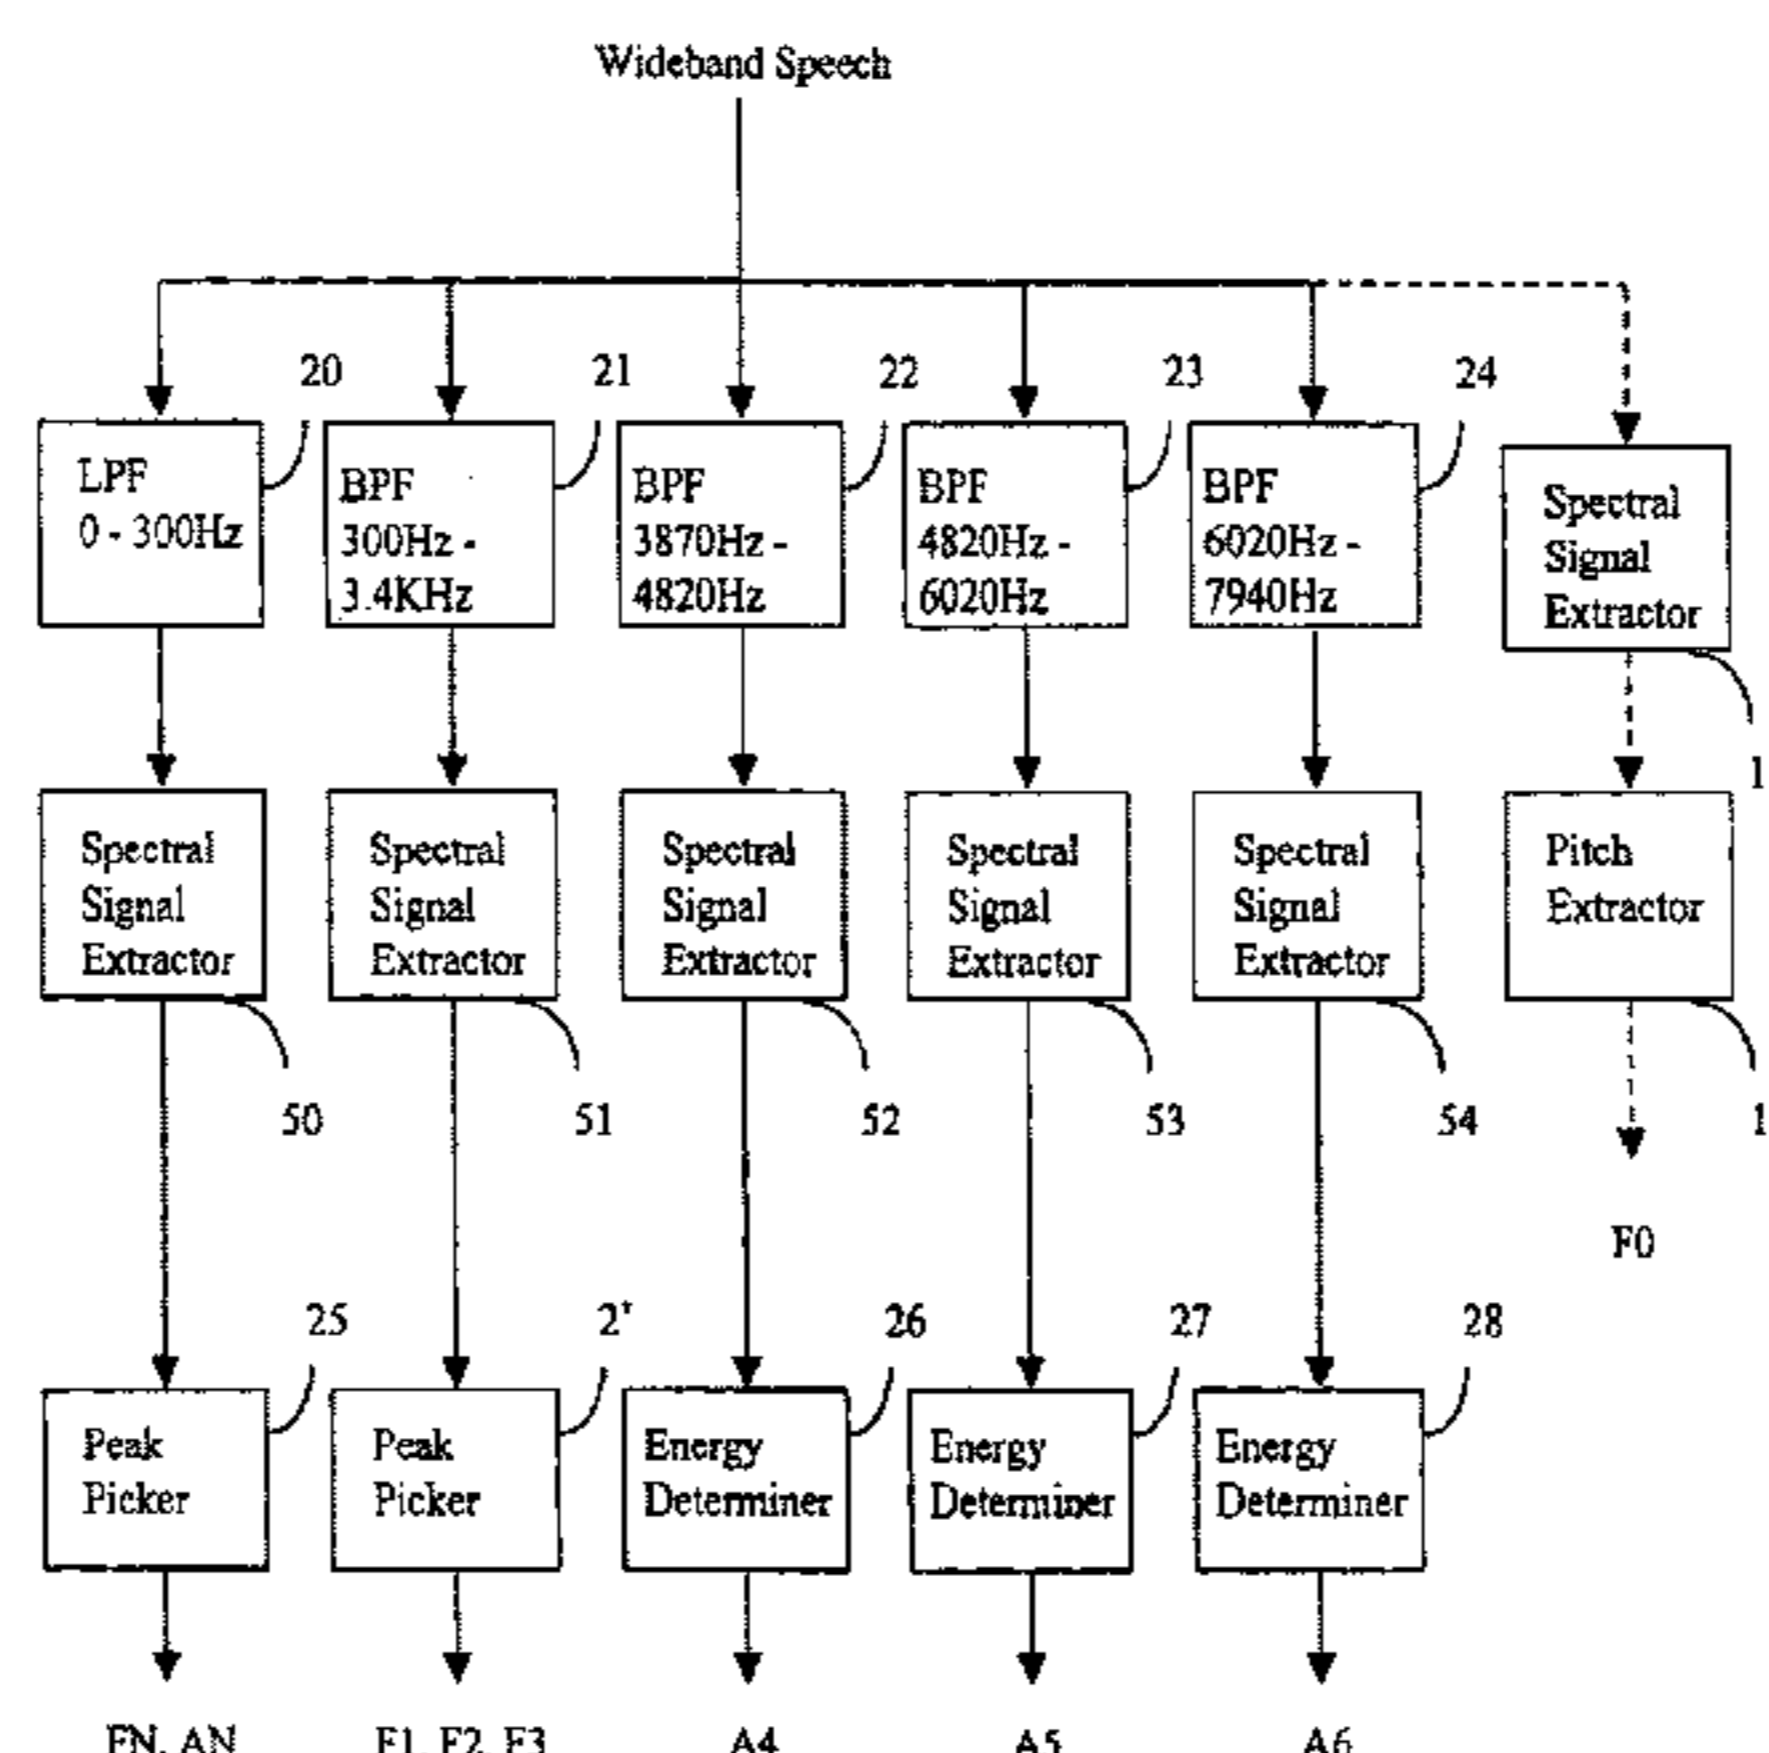 Wideband Speech
20
21
22
23
24
LPF
0 - 300Hz
BPF
300Hz -
3.4KHz
BPF
3870Hz -
4820Hz
BPF
4820Hz -
6020Hz
BPF
6020Hz -
7940Hz
Spectral
Signal
Extractor
1
Spectral
Signal
Extractor
Spectral
Signal
Extractor
Spectral
Signal
Extractor
Spectral
Signal
Extractor
Spectral
Signal
Extractor
Pitch
Extractor
50
51
52
53
54
1
F0
25
2'
26
27
28
Peak
Picker
Peak
Picker
Energy
Determiner
Energy
Determiner
Energy
Determiner
FN, AN
F1, F2, F3
A4
A5
A6